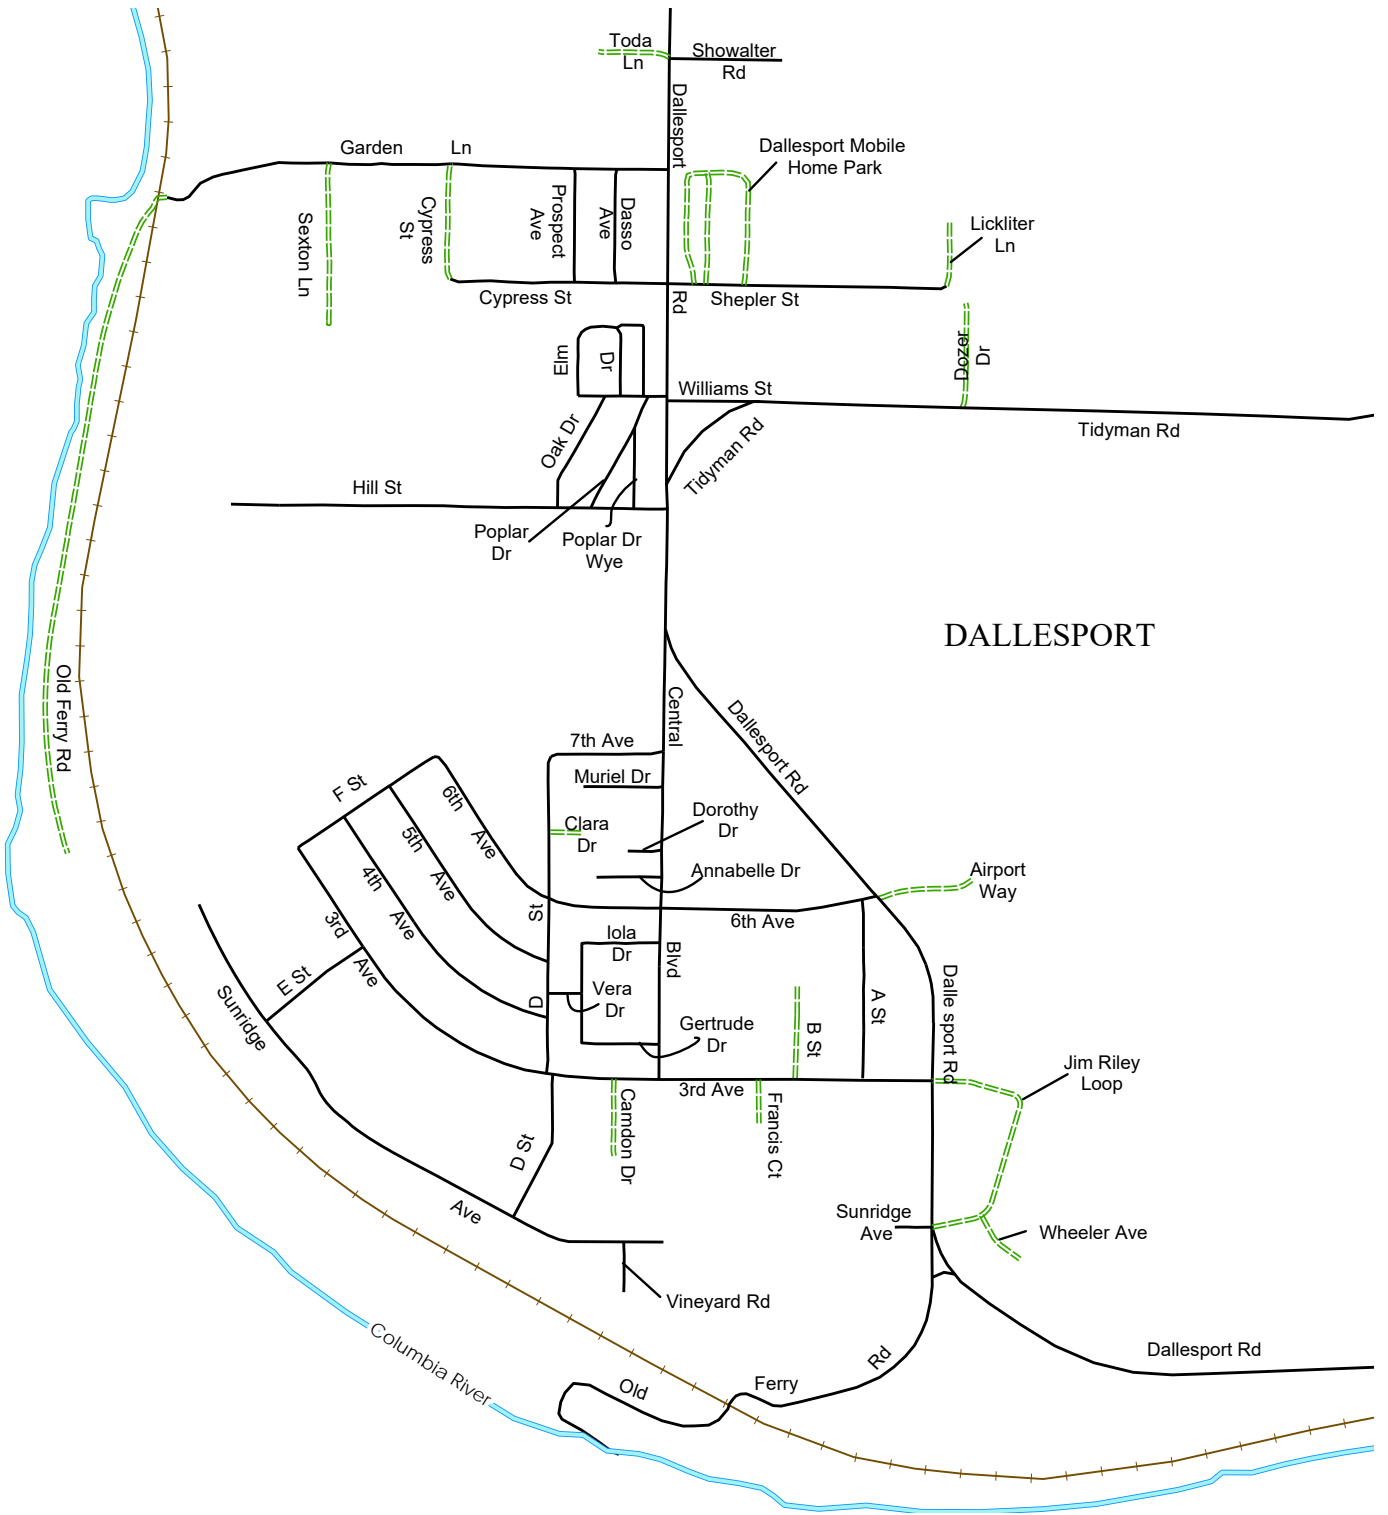 Toda
Ln
Showalter
Rd
Dallesport
Rd
Garden
Ln
Dallesport Mobile
Home Park
Prospect
Ave
Dasso
Ave
Cypress
St
Sexton Ln
Lickliter
Ln
Cypress St
Shepler St
Elm
Dr
Dozer
Dr
Williams St
Tidyman Rd
Oak Dr
Tidyman Rd
Hill St
Poplar
Dr
Poplar Dr
Wye
DALLESPORT
Old Ferry Rd
Central
Blvd
Dallesport Rd
7th Ave
Muriel Dr
F St
6th
Ave
5th
Ave
4th
Ave
3rd
Ave
Clara
Dr
Dorothy
Dr
Annabelle Dr
Airport
Way
D
St
6th Ave
Iola
Dr
Vera
Dr
Gertrude
Dr
E St
Sunridge
Ave
A St
B St
Dalle sport Rd
3rd Ave
Jim Riley
Loop
Camdon Dr
Francis Ct
D St
Sunridge
Ave
Wheeler Ave
Vineyard Rd
Columbia River
Old
Ferry
Rd
Dallesport Rd